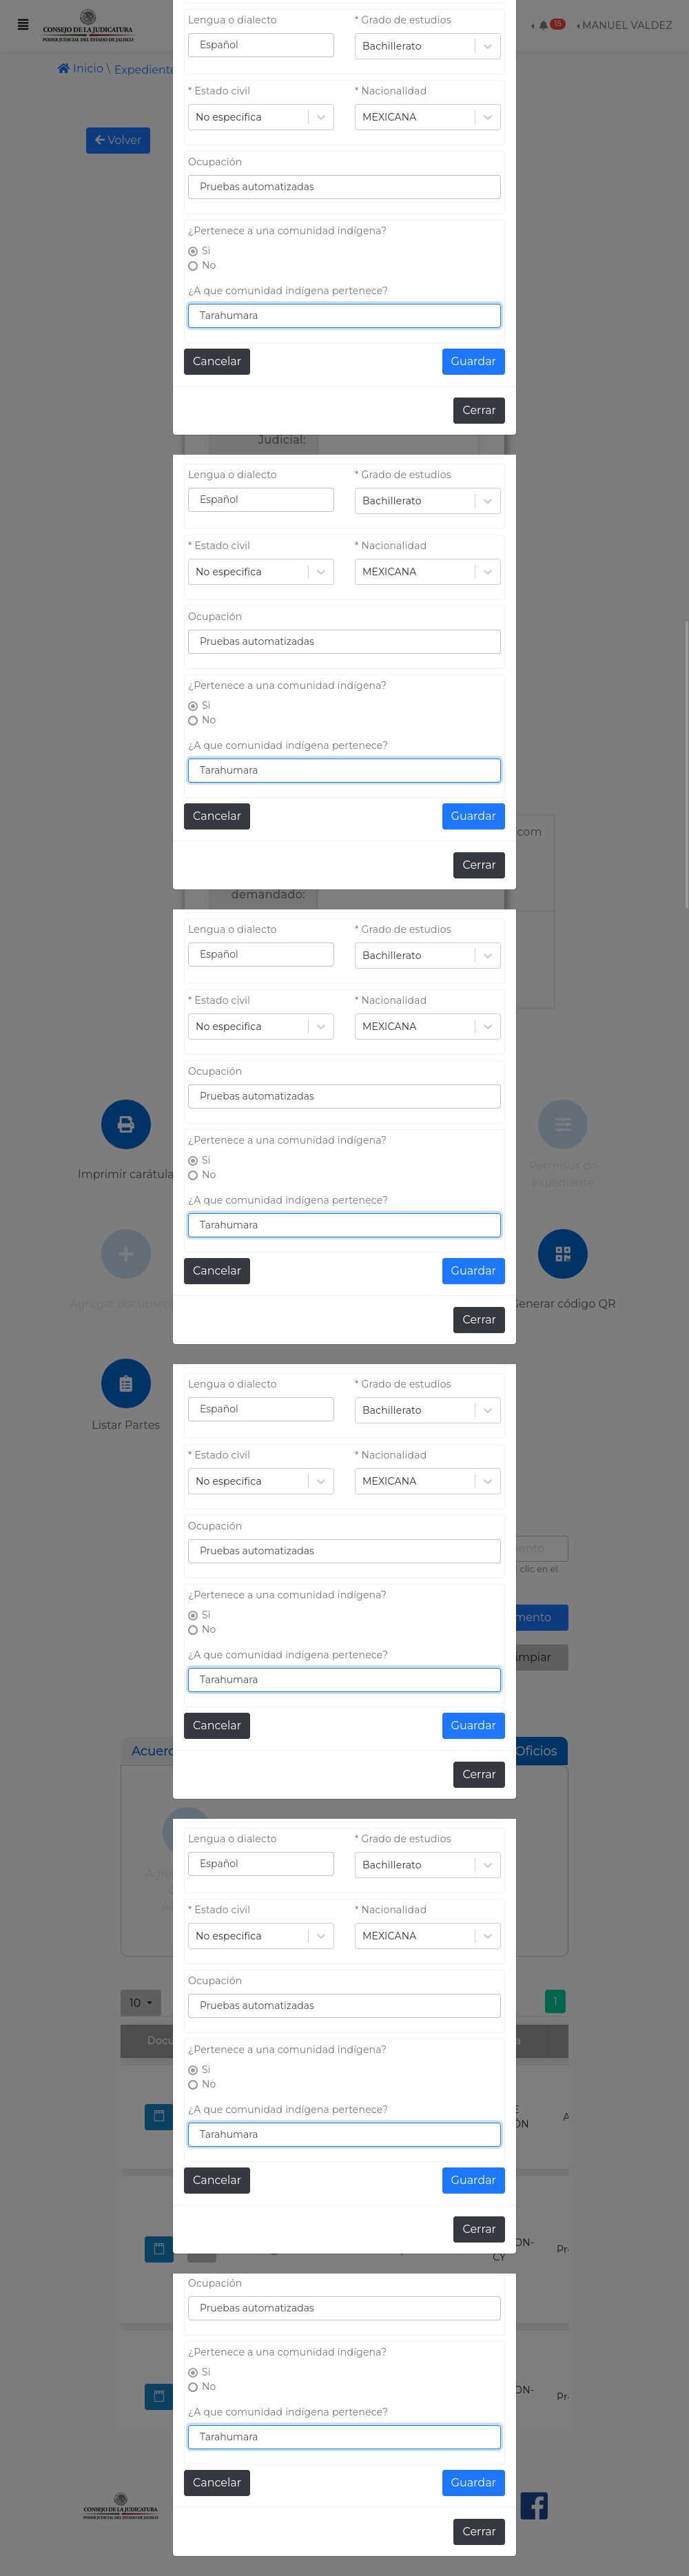 CONSEJO DE LA JUDICATURA
PODER JUDICIAL DEL ESTADO DE JALISCO
15
MANUEL VALDEZ
Inicio \ Expediente
Volver
Lengua o dialecto
* Grado de estudios
Español
Bachillerato
* Estado civil
* Nacionalidad
No especifica
MEXICANA
Ocupación
Pruebas automatizadas
¿Pertenece a una comunidad indígena?
Si
No
¿A que comunidad indígena pertenece?
Tarahumara
Cancelar
Guardar
Cerrar
Judicial:
Lengua o dialecto
* Grado de estudios
Español
Bachillerato
* Estado civil
* Nacionalidad
No especifica
MEXICANA
Ocupación
Pruebas automatizadas
¿Pertenece a una comunidad indígena?
Si
No
¿A que comunidad indígena pertenece?
Tarahumara
Cancelar
Guardar
com
Cerrar
demandado:
Lengua o dialecto
* Grado de estudios
Español
Bachillerato
* Estado civil
* Nacionalidad
No especifica
MEXICANA
Ocupación
Pruebas automatizadas
¿Pertenece a una comunidad indígena?
Si
No
¿A que comunidad indígena pertenece?
Tarahumara
Cancelar
Guardar
Cerrar
Imprimir carátula
Permisos de
expediente
Agregar document
Generar código QR
Listar Partes
Lengua o dialecto
* Grado de estudios
Español
Bachillerato
* Estado civil
* Nacionalidad
No especifica
MEXICANA
Ocupación
Pruebas automatizadas
¿Pertenece a una comunidad indígena?
Si
No
¿A que comunidad indígena pertenece?
Tarahumara
Cancelar
Guardar
Cerrar
clic en el
mento
impiar
Acuerd
Oficios
Lengua o dialecto
* Grado de estudios
Español
Bachillerato
* Estado civil
* Nacionalidad
No especifica
MEXICANA
Ocupación
Pruebas automatizadas
¿Pertenece a una comunidad indígena?
Si
No
¿A que comunidad indígena pertenece?
Tarahumara
Cancelar
Guardar
Cerrar
10
1
Docu
E
ÓN
A
ON-
CY
Pr
Ocupación
Pruebas automatizadas
¿Pertenece a una comunidad indígena?
Si
No
¿A que comunidad indígena pertenece?
Tarahumara
Cancelar
Guardar
Cerrar
ON-
Pr
CONSEJO DE LA JUDICATURA
PODER JUDICIAL DEL ESTADO DE JALISCO